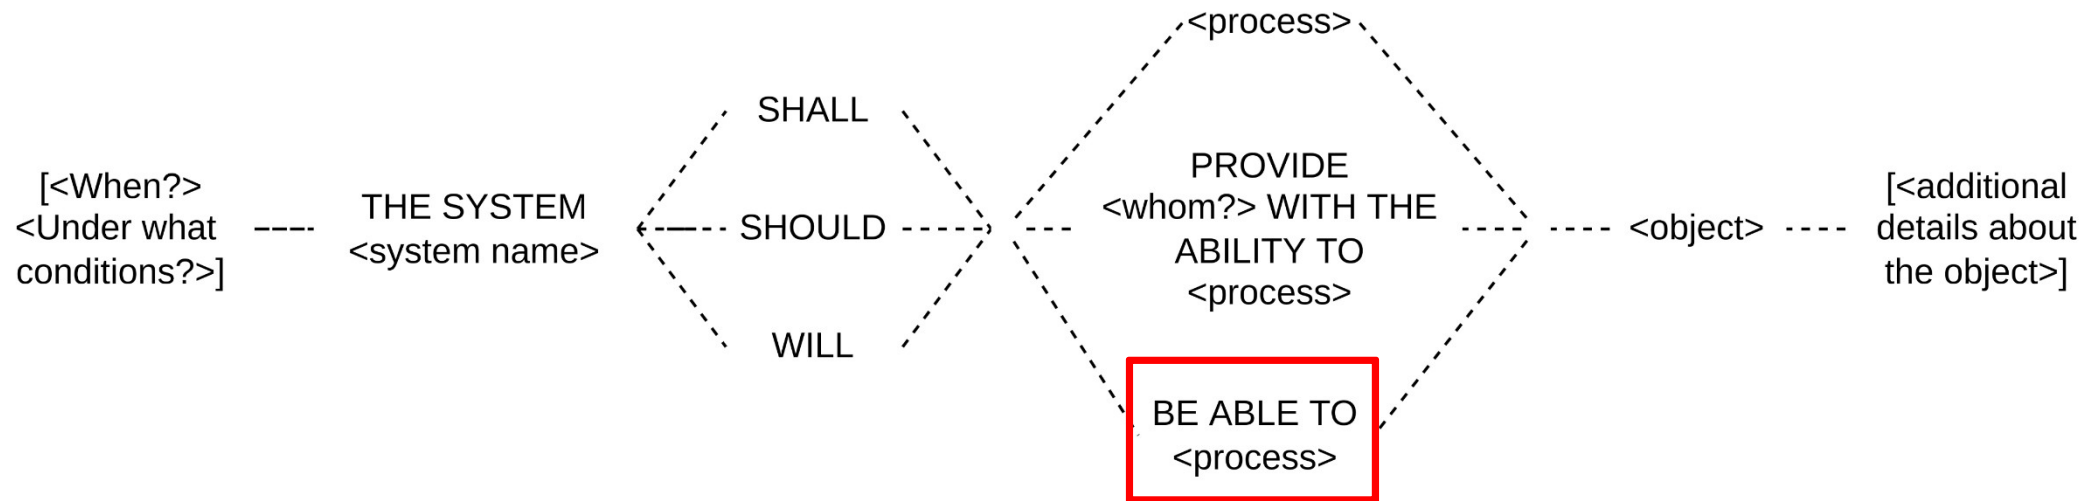 [<When?>
<Under what
conditions?>]
THE SYSTEM
<system name>
SHALL
SHOULD
WILL
<process>
PROVIDE
<whom?> WITH THE
ABILITY TO
<process>
BE ABLE TO
<process>
<object>
[<additional
details about
the object>]